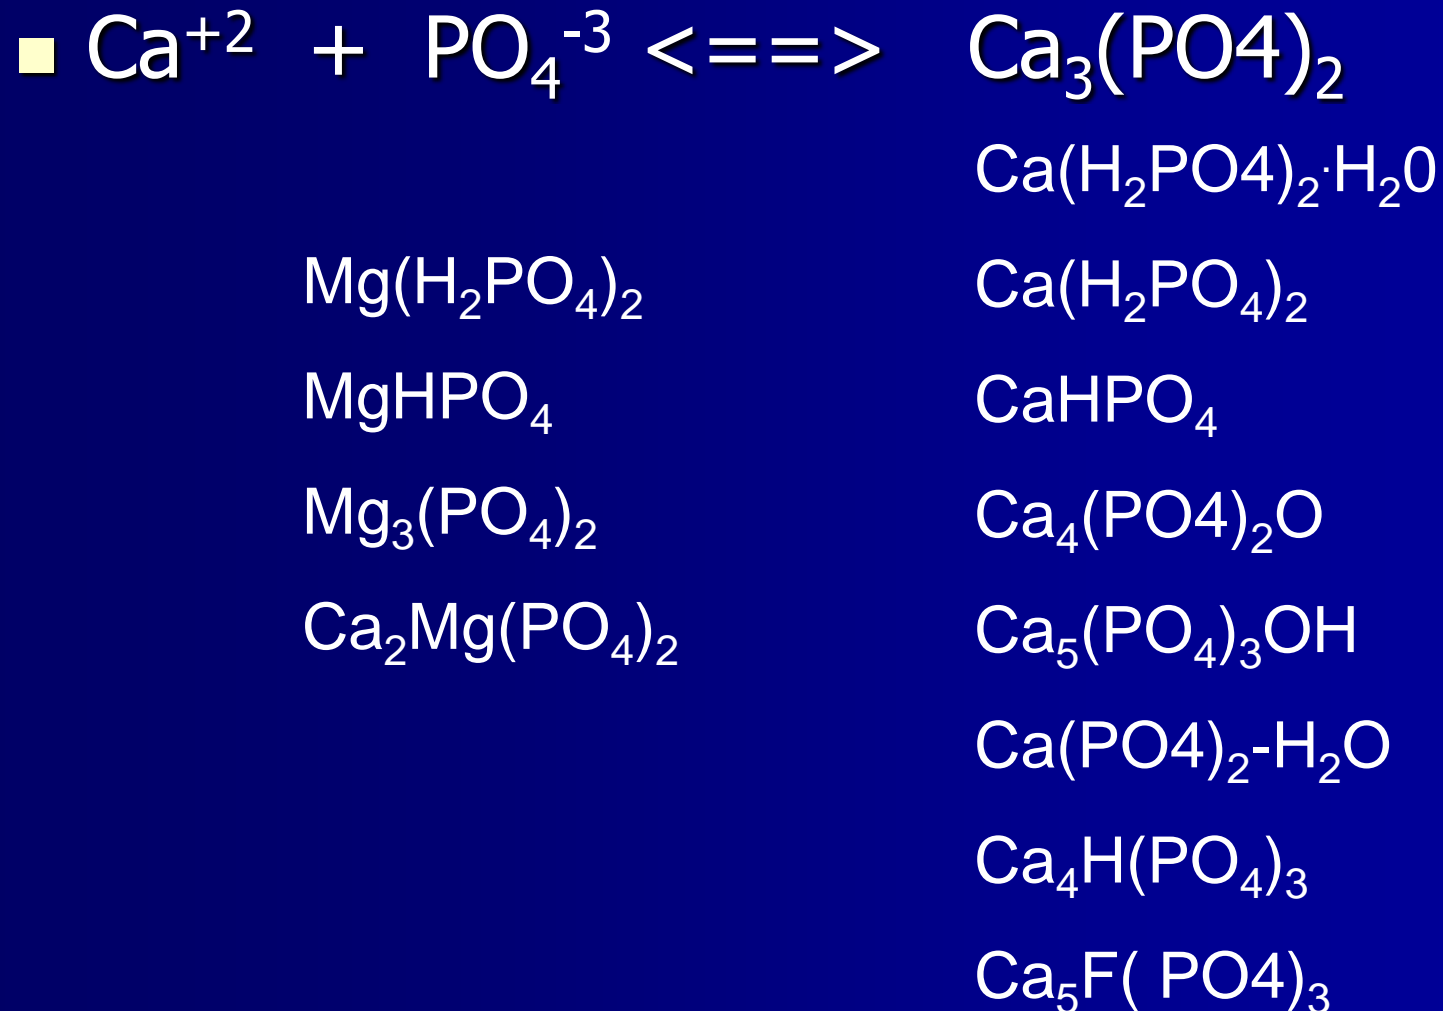 Ca⁺² + PO₄⁻³ <==> Ca₃(PO4)₂
Ca(H₂PO4)₂·H₂0
Mg(H₂PO₄)₂ Ca(H₂PO₄)₂
MgHPO₄ CaHPO₄
Mg₃(PO₄)₂ Ca₄(PO4)₂O
Ca₂Mg(PO₄)₂ Ca₅(PO₄)₃OH
Ca(PO4)₂-H₂O
Ca₄H(PO₄)₃
Ca₅F( PO4)₃